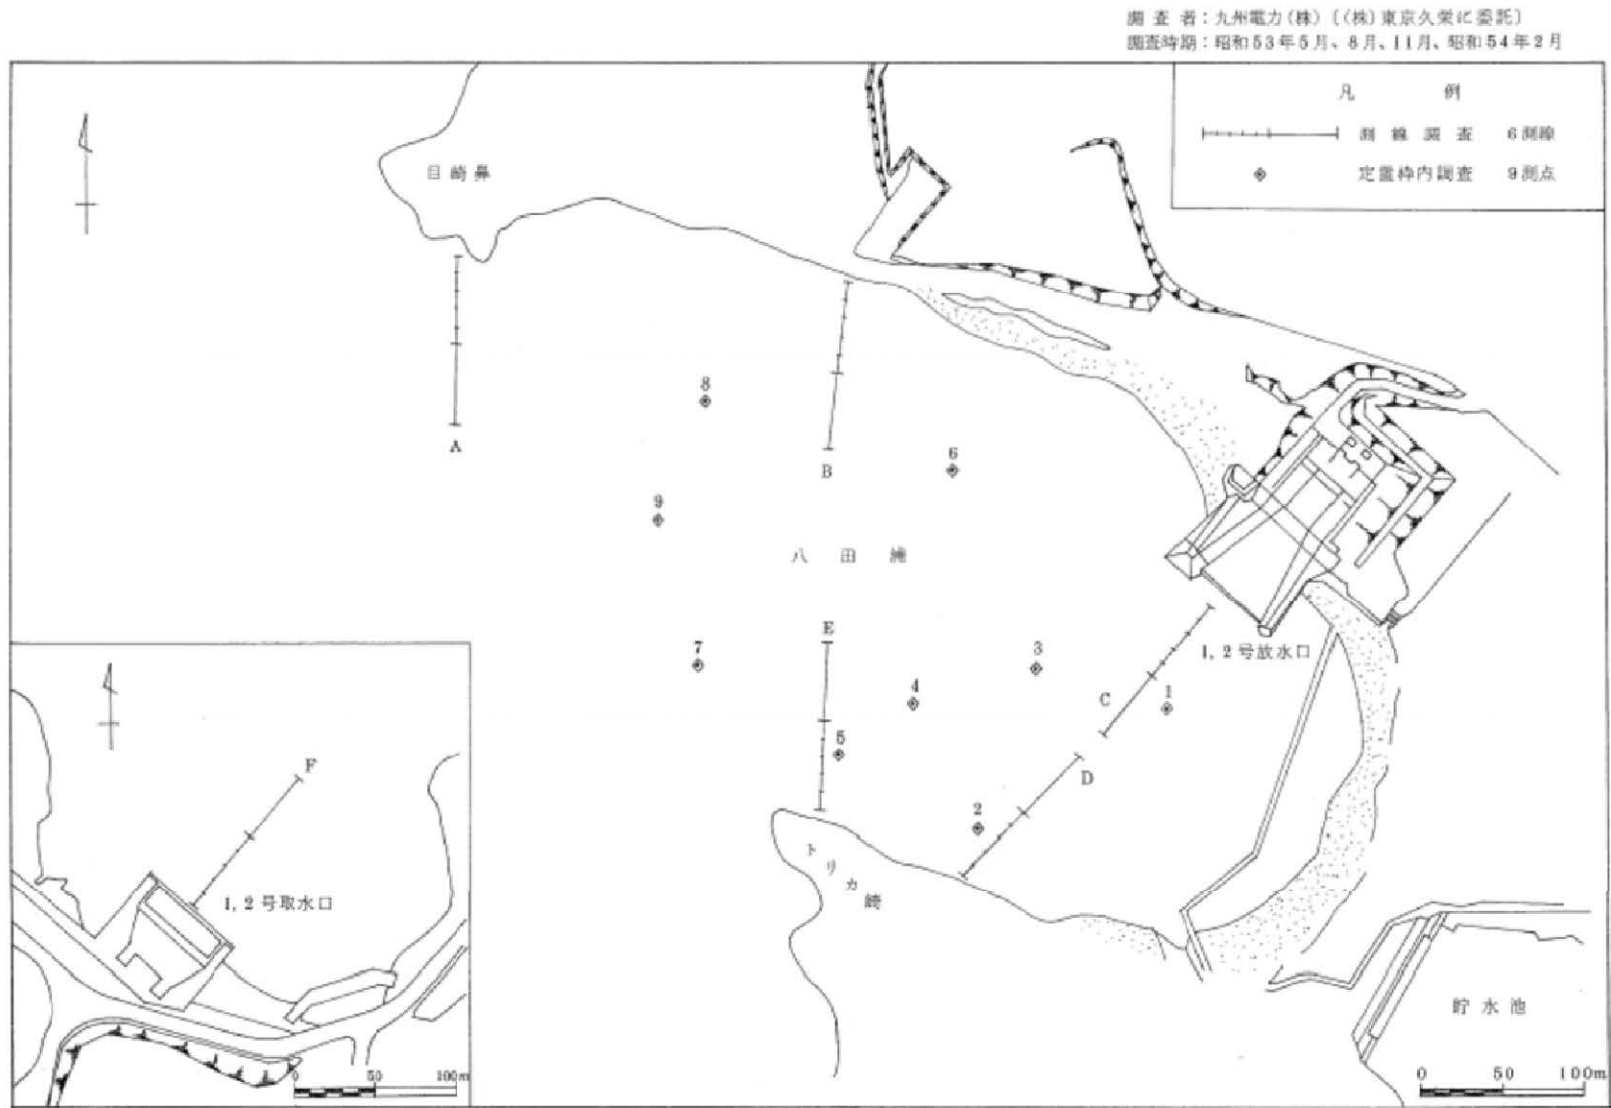 調査者：九州電力(株)〔(株)東京久栄に委託〕
調査時期：昭和53年5月、8月、11月、昭和54年2月
凡例
測線調査 6測線
定置枠内調査 9測点
日崎鼻
A
B
8
6
9
八田浦
E
7
3
4
C
1
5
D
2
1,2号放水口
トリカ崎
貯水池
0 50 100m
F
1,2号取水口
0 50 100m